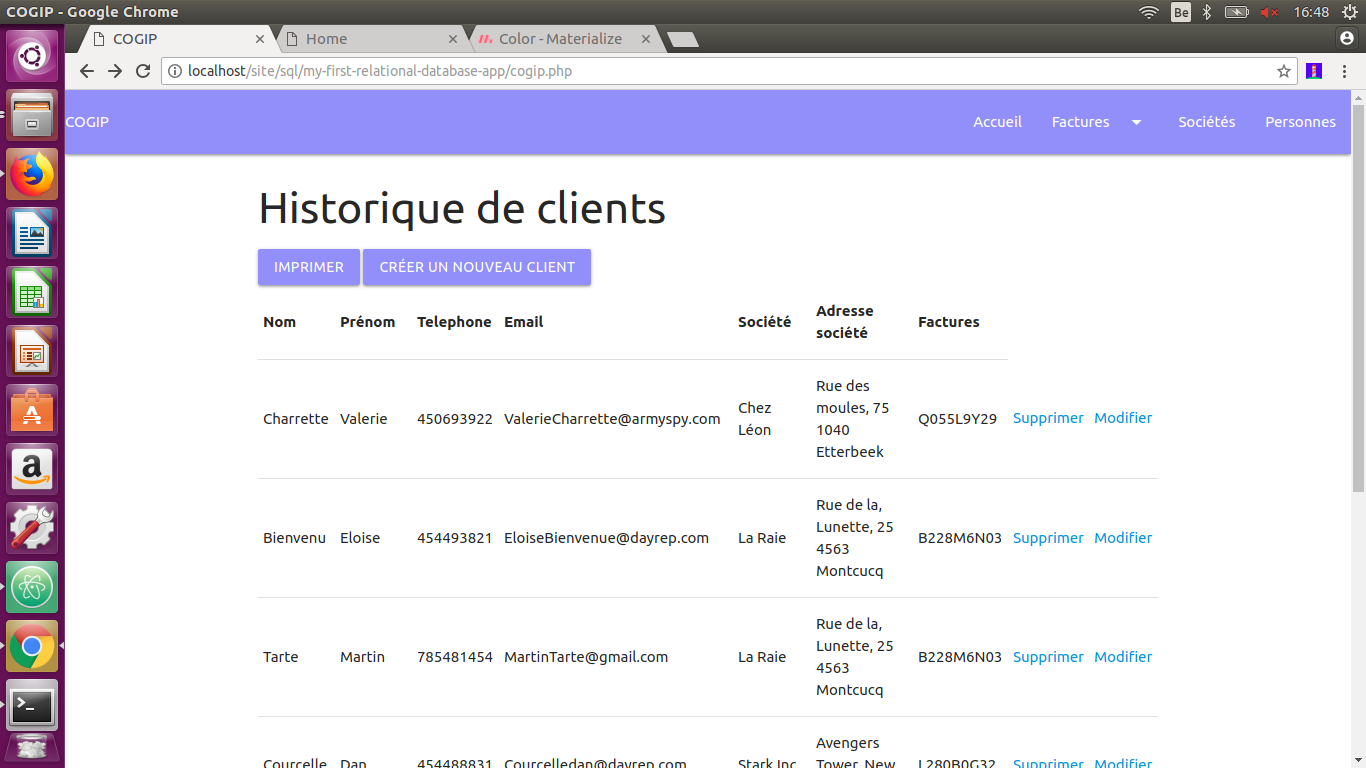 COGIP - Google Chrome
Be
16:48
COGIP
Home
Color - Materialize
localhost/site/sql/my-first-relational-database-app/cogip.php
COGIP
Accueil
Factures
Sociétés
Personnes
Historique de clients
IMPRIMER
CRÉER UN NOUVEAU CLIENT
Nom Prénom Telephone Email Société Adresse société Factures
Charrette Valerie 450693922 ValerieCharrette@armyspy.com Chez Léon Rue des moules, 75 1040 Etterbeek Q055L9Y29 Supprimer Modifier
Bienvenu Eloise 454493821 EloiseBienvenue@dayrep.com La Raie Rue de la, Lunette, 25 4563 Montcucq B228M6N03 Supprimer Modifier
Tarte Martin 785481454 MartinTarte@gmail.com La Raie Rue de la, Lunette, 25 4563 Montcucq B228M6N03 Supprimer Modifier
Courcelle Dan 454488831 Courcelledan@dayrep.com Stark Inc Avengers Tower, New L280B0G32 Supprimer Modifier